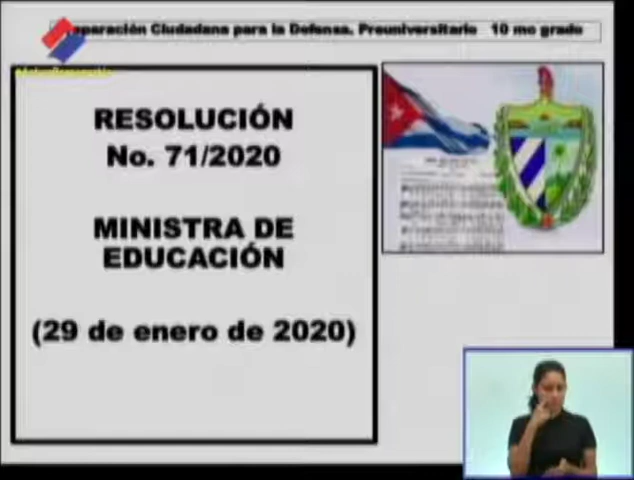 Preparación Ciudadana para la Defensa. Preuniversitario 10 mo grado
RESOLUCIÓN
No. 71/2020
MINISTRA DE
EDUCACIÓN
(29 de enero de 2020)